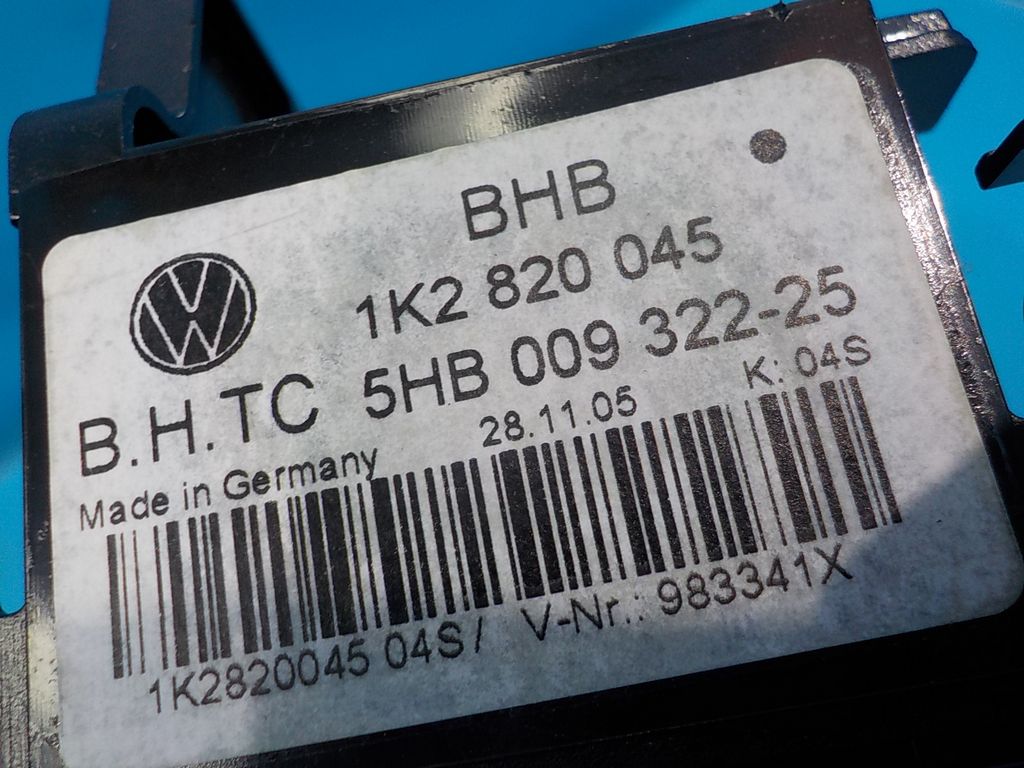 BHB
1K2 820 045
B.H.TC 5HB 009 322-25
Made in Germany 28.11.05 K: 04S
1K2820045 04S/ V-Nr.: 983341X